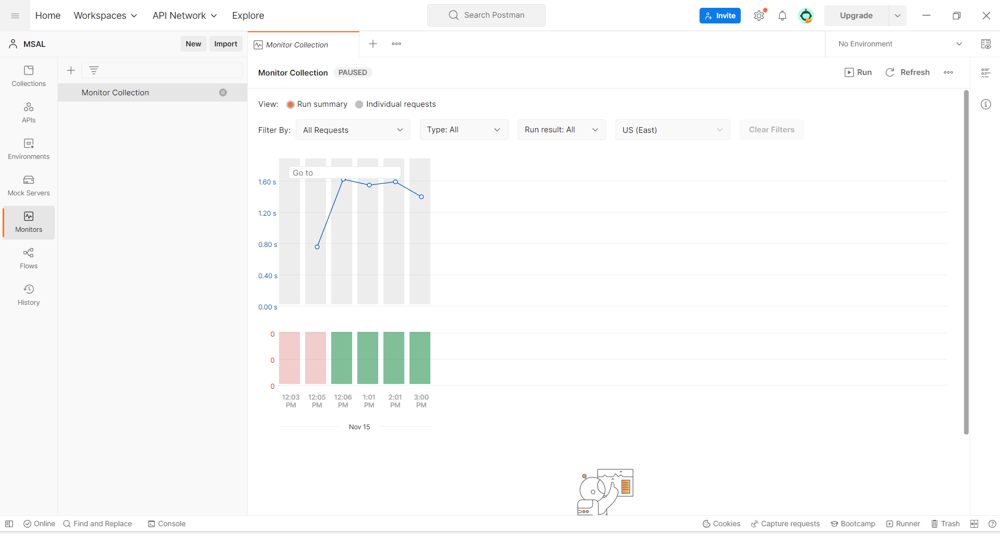 Home Workspaces API Network Explore Search Postman Invite Upgrade
MSAL New Import Monitor Collection No Environment
Collections
APIs
Environments
Mock Servers
Monitors
Flows
History
Monitor Collection
Monitor Collection PAUSED Run Refresh
View: Run summary Individual requests
Filter By: All Requests Type: All Run result: All US (East) Clear Filters
Go to
1.60 s
1.20 s
0.80 s
0.40 s
0.00 s
0
0
0
12:03 PM 12:05 PM 12:06 PM 1:01 PM 2:01 PM 3:00 PM
Nov 15
Online Find and Replace Console Cookies Capture requests Bootcamp Runner Trash